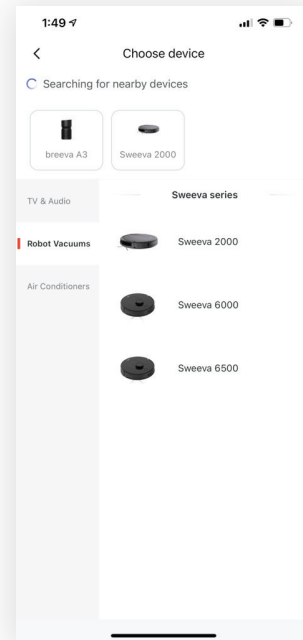 1:49
Choose device
Searching for nearby devices
breeva A3
Sweeva 2000
TV & Audio
Sweeva series
Robot Vacuums
Sweeva 2000
Air Conditioners
Sweeva 6000
Sweeva 6500